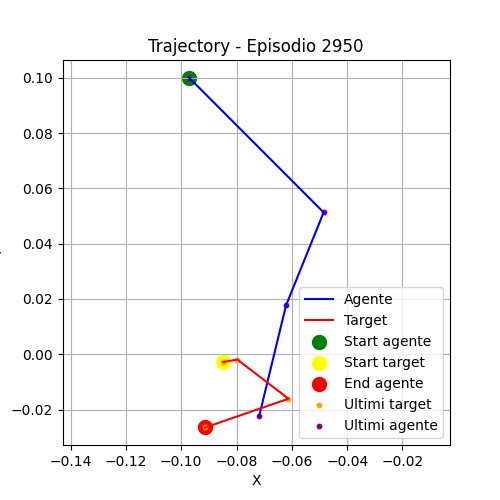 Trajectory - Episodio 2950
0.10
0.08
0.06
0.04
0.02
0.00
−0.02
−0.14
−0.12
−0.10
−0.08
−0.06
−0.04
−0.02
X
Agente
Target
Start agente
Start target
End agente
Ultimi target
Ultimi agente